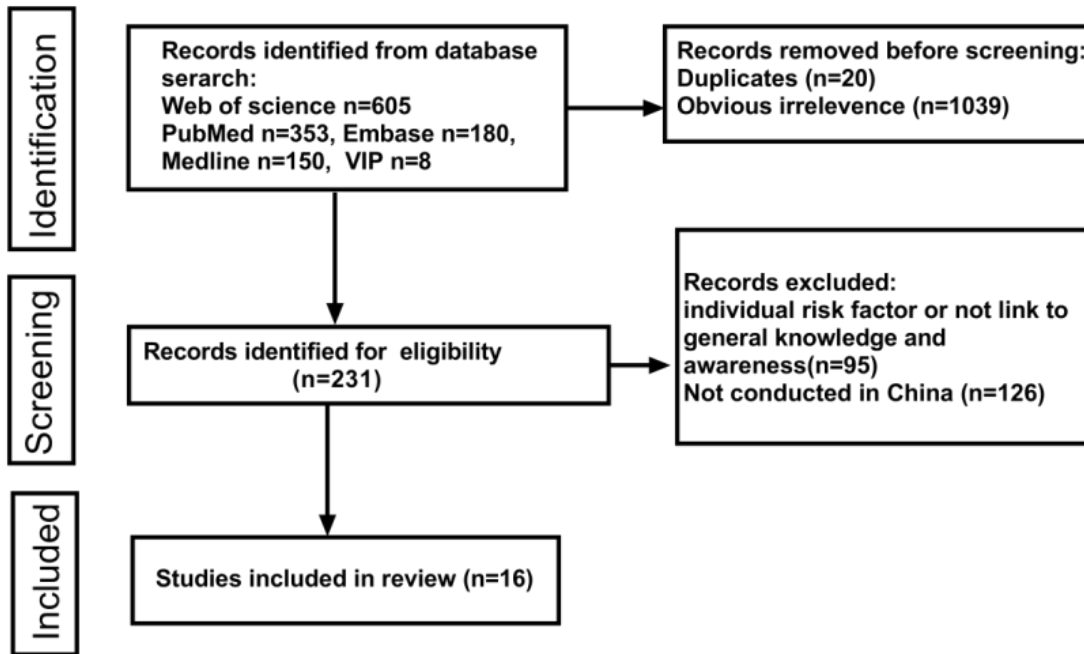 Identification
Records identified from database
serarch:
Web of science n=605
PubMed n=353, Embase n=180,
Medline n=150, VIP n=8
Records removed before screening:
Duplicates (n=20)
Obvious irrelevence (n=1039)
Screening
Records identified for eligibility
(n=231)
Records excluded:
individual risk factor or not link to
general knowledge and
awareness(n=95)
Not conducted in China (n=126)
Included
Studies included in review (n=16)